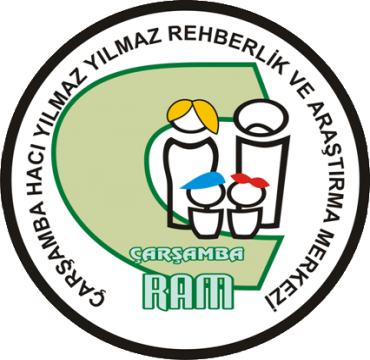 ÇARŞAMBA HACI YILMAZ YILMAZ REHBERLİK VE ARAŞTIRMA MERKEZİ
ÇARŞAMBA
RAM